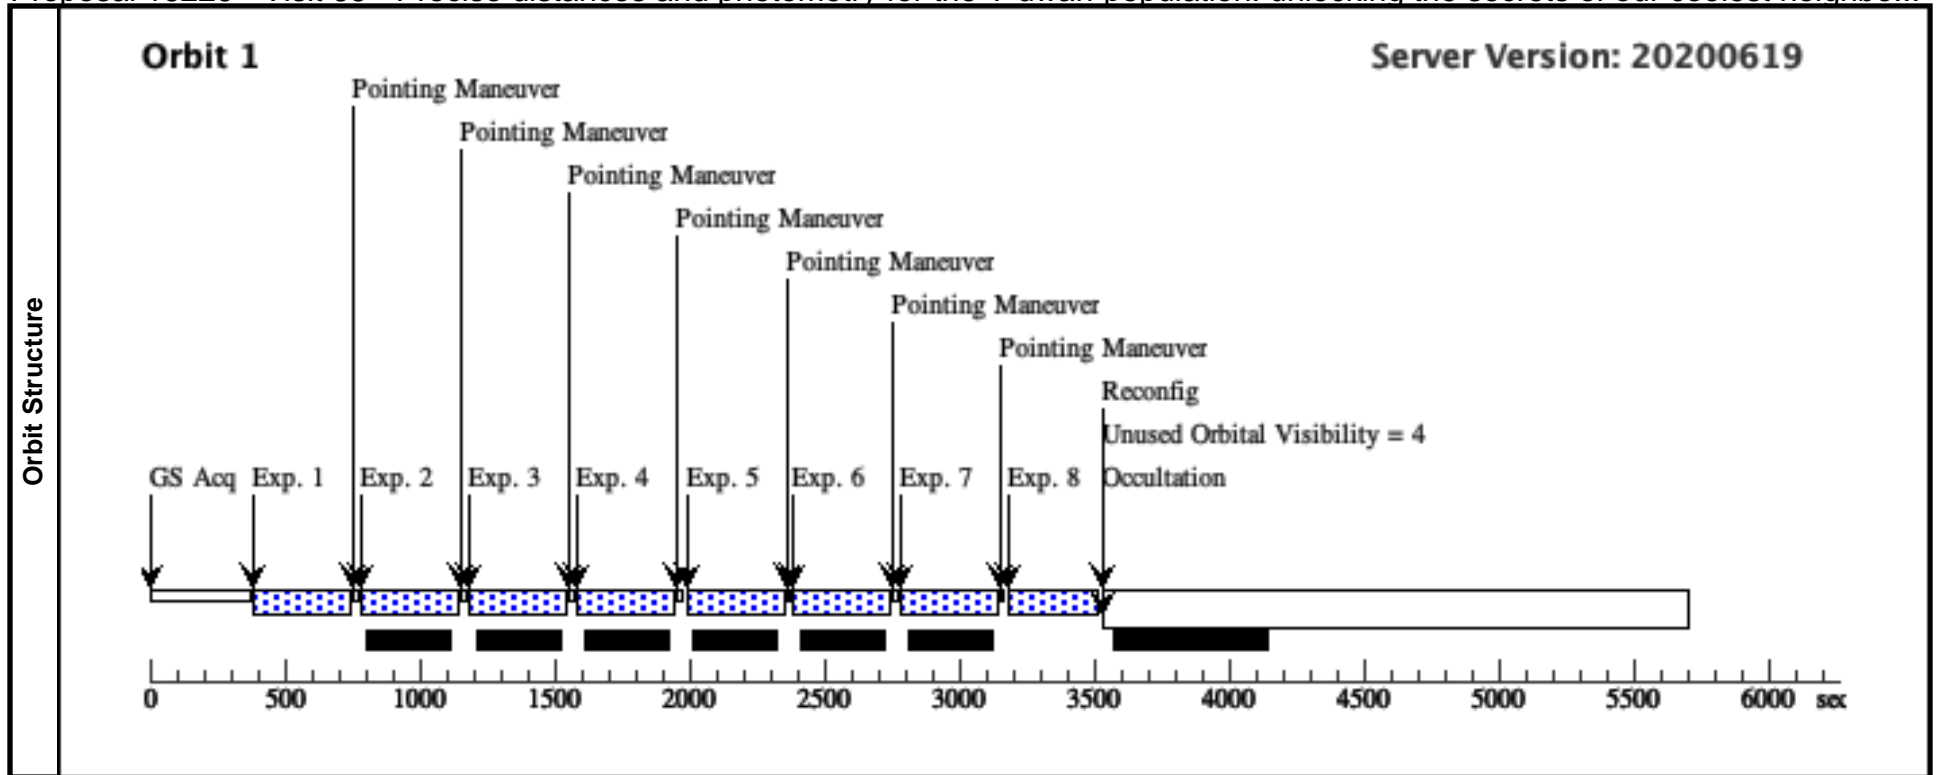 Orbit Structure
Orbit 1
Server Version: 20200619
Pointing Maneuver
Pointing Maneuver
Pointing Maneuver
Pointing Maneuver
Pointing Maneuver
Pointing Maneuver
Pointing Maneuver
Reconfig
Unused Orbital Visibility = 4
GS Acq Exp. 1 Exp. 2 Exp. 3 Exp. 4 Exp. 5 Exp. 6 Exp. 7 Exp. 8 Occultation
0 500 1000 1500 2000 2500 3000 3500 4000 4500 5000 5500 6000 sec